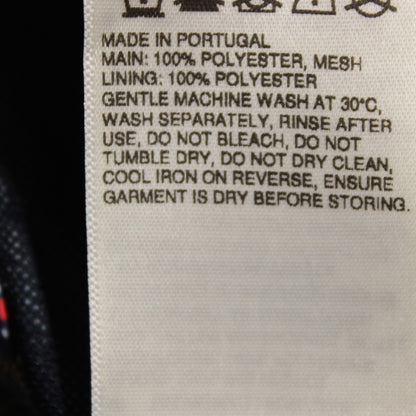 MADE IN PORTUGAL
MAIN: 100% POLYESTER, MESH
LINING: 100% POLYESTER
GENTLE MACHINE WASH AT 30°C,
WASH SEPARATELY, RINSE AFTER
USE, DO NOT BLEACH, DO NOT
TUMBLE DRY, DO NOT DRY CLEAN,
COOL IRON ON REVERSE, ENSURE
GARMENT IS DRY BEFORE STORING.